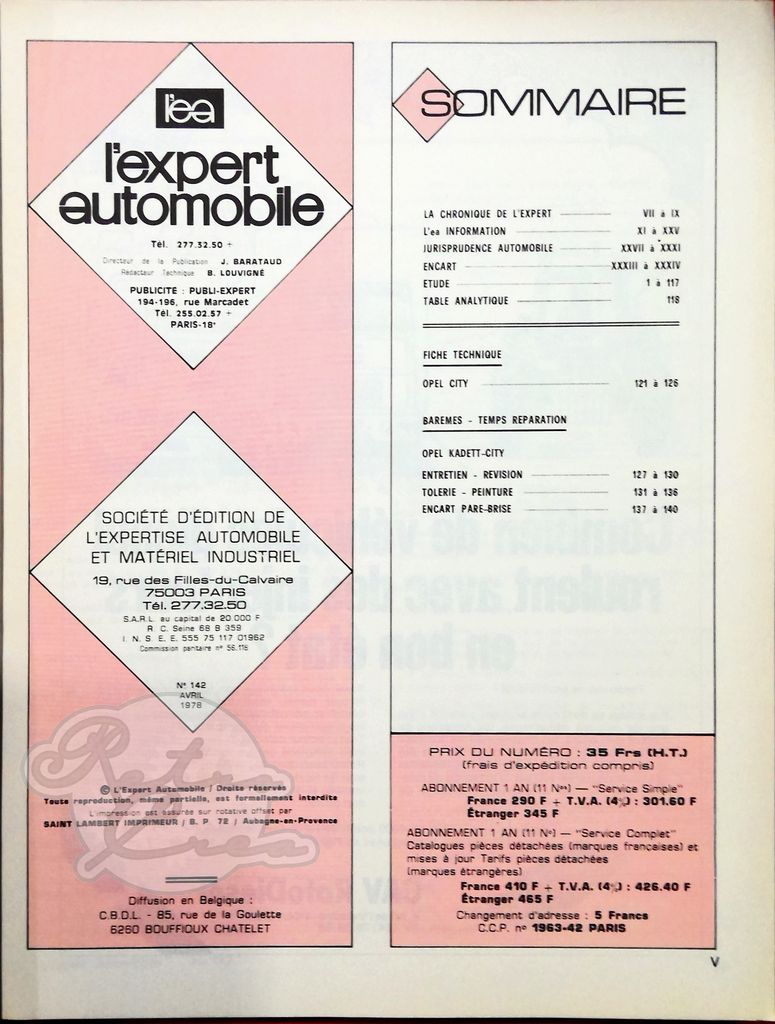 l'ea
l'expert
automobile
Tél. 277.32.50 +
Directeur de la Publication J. BARATAUD
Rédacteur Technique B. LOUVIGNÉ
PUBLICITE : PUBLI-EXPERT
194-196, rue Marcadet
Tél. 255.02.57 +
PARIS-18e
SOCIÉTÉ D'ÉDITION DE
L'EXPERTISE AUTOMOBILE
ET MATÉRIEL INDUSTRIEL
19, rue des Filles-du-Calvaire
75003 PARIS
Tél. 277.32.50
S.A.R.L. au capital de 20.000 F
R. C. Seine 68 B 359
I. N. S. E. E. 555 75 117 01962
Commission paritaire n° 56.118
N° 142
AVRIL
1978
Retro
Crea
© L'Expert Automobile / Droits réservés
Toute reproduction, même partielle, est formellement interdite
L'impression est assurée sur rotative offset par
SAINT LAMBERT IMPRIMEUR / B. P. 72 / Aubagne-en-Provence
Diffusion en Belgique :
C.B.D.L. - 85, rue de la Goulette
6260 BOUFFIOUX CHATELET
SOMMAIRE
LA CHRONIQUE DE L'EXPERT VII à IX
L'ea INFORMATION XI à XXV
JURISPRUDENCE AUTOMOBILE XXVII à XXXI
ENCART XXXIII à XXXIV
ETUDE 1 à 117
TABLE ANALYTIQUE 118
FICHE TECHNIQUE
OPEL CITY 121 à 126
BAREMES - TEMPS REPARATION
OPEL KADETT-CITY
ENTRETIEN - REVISION 127 à 130
TOLERIE - PEINTURE 131 à 136
ENCART PARE-BRISE 137 à 140
PRIX DU NUMÉRO : 35 Frs (H.T.)
(frais d'expédition compris)
ABONNEMENT 1 AN (11 Nos) — "Service Simple"
France 290 F + T.V.A. (4%) : 301.60 F
Étranger 345 F
ABONNEMENT 1 AN (11 N°) — "Service Complet"
Catalogues pièces détachées (marques françaises) et
mises à jour Tarifs pièces détachées
(marques étrangères)
France 410 F + T.V.A. (4%) : 426.40 F
Étranger 465 F
Changement d'adresse : 5 Francs
C.C.P. n° 1963-42 PARIS
V